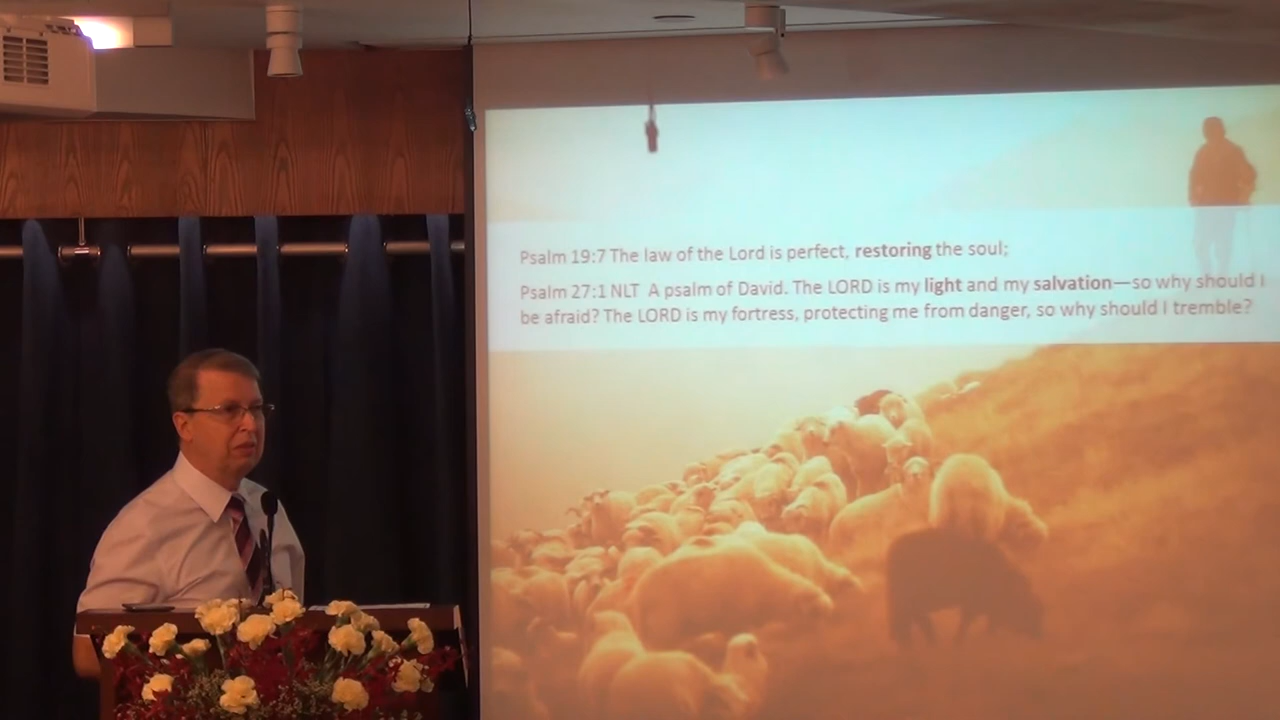 Psalm 19:7 The law of the Lord is perfect, restoring the soul;
Psalm 27:1 NLT A psalm of David. The LORD is my light and my salvation—so why should I
be afraid? The LORD is my fortress, protecting me from danger, so why should I tremble?